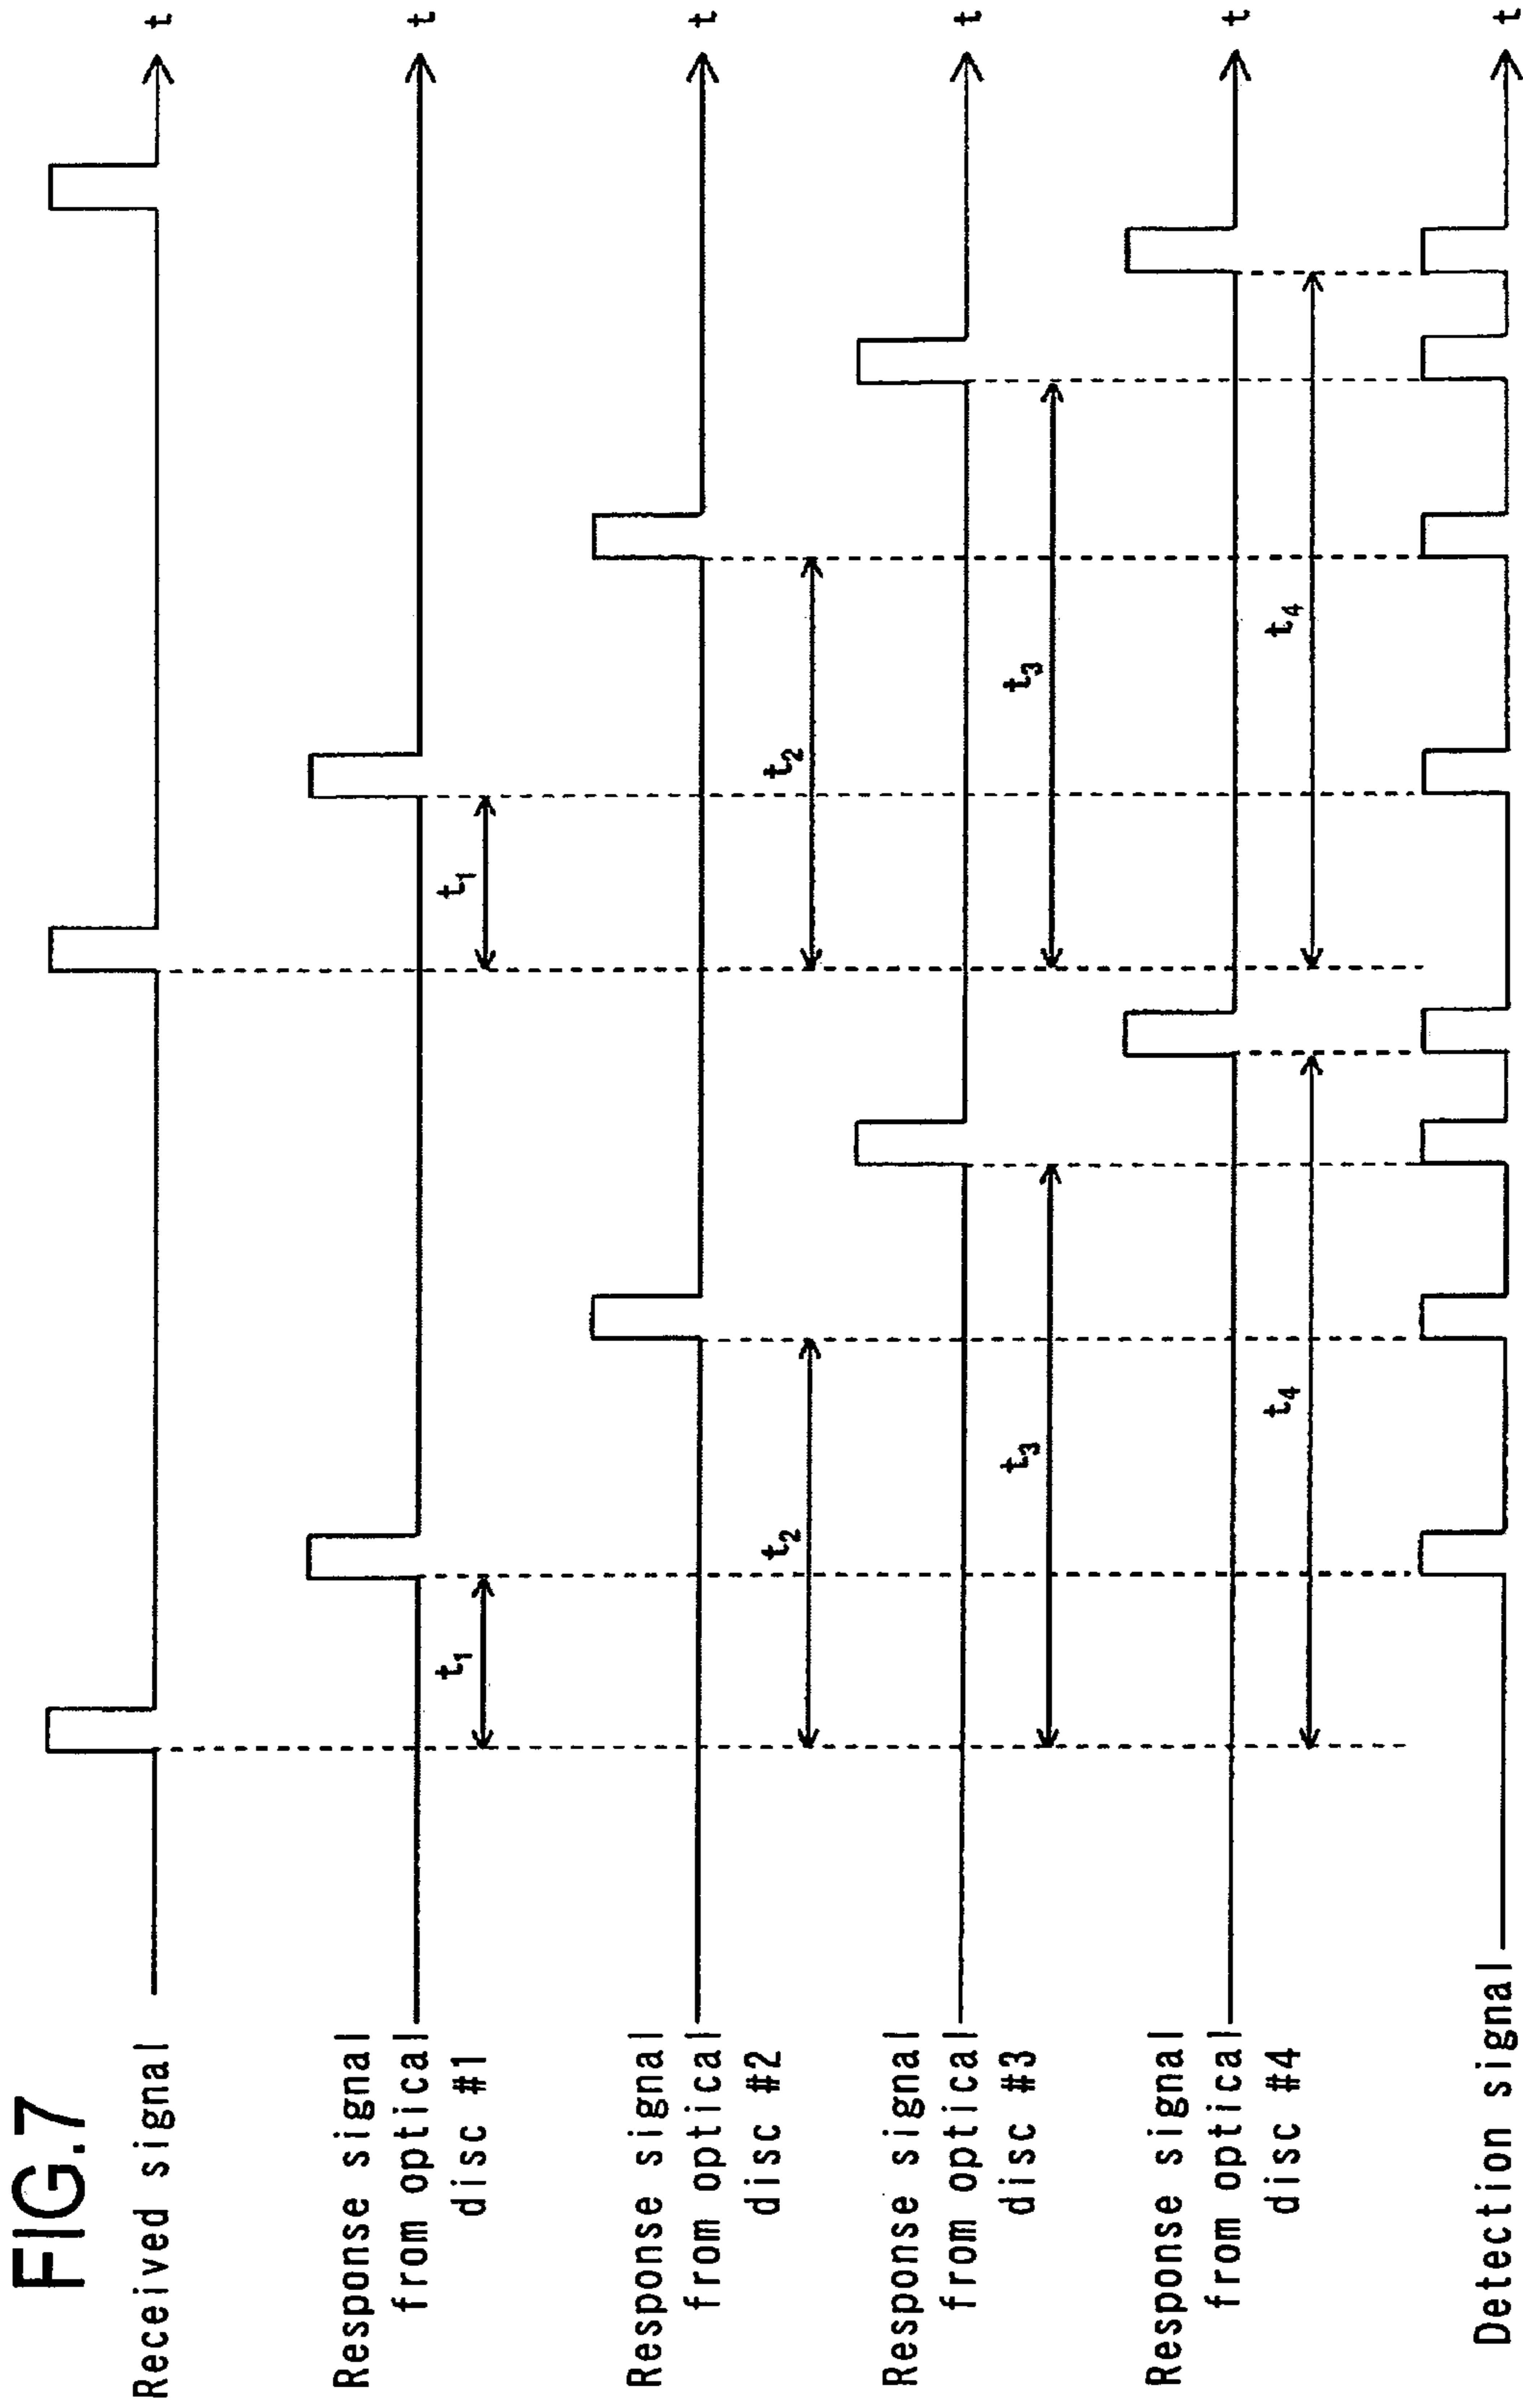 FIG.7
Received signal
t
Response signal
from optical
disc #1
t
t1
t1
Response signal
from optical
disc #2
t
t2
t2
Response signal
from optical
disc #3
t
t3
t3
Response signal
from optical
disc #4
t
t4
t4
Detection signal
t